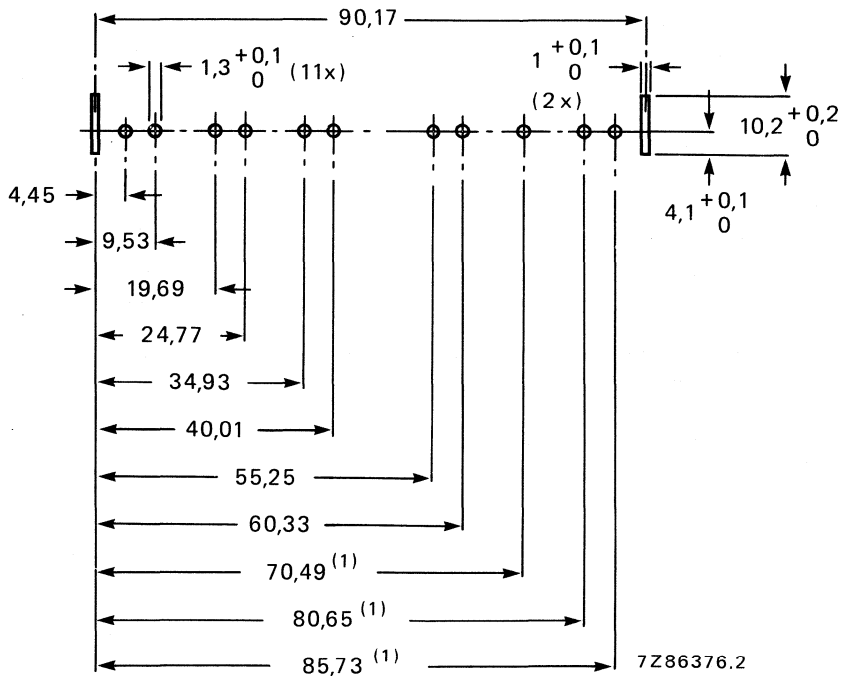 90,17
1,3 +0,1 0 (11x)
1 +0,1 0
(2x)
10,2 +0,2 0
4,1 +0,1 0
4,45
9,53
19,69
24,77
34,93
40,01
55,25
60,33
70,49 (1)
80,65 (1)
85,73 (1)
7Z86376.2